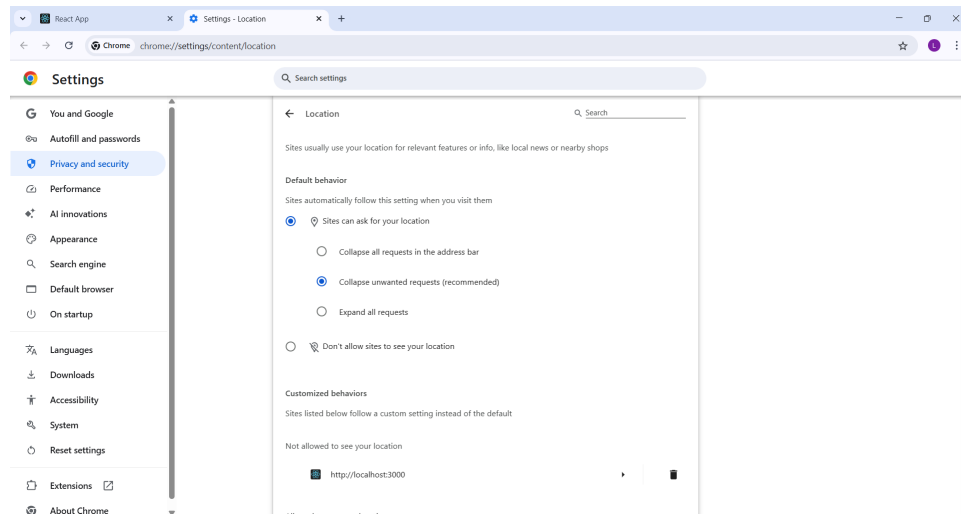 React App
Settings - Location
Chrome
chrome://settings/content/location
L
Settings
Search settings
You and Google
Autofill and passwords
Privacy and security
Performance
AI innovations
Appearance
Search engine
Default browser
On startup
Languages
Downloads
Accessibility
System
Reset settings
Extensions
About Chrome
Location
Search
Sites usually use your location for relevant features or info, like local news or nearby shops
Default behavior
Sites automatically follow this setting when you visit them
Sites can ask for your location
Collapse all requests in the address bar
Collapse unwanted requests (recommended)
Expand all requests
Don't allow sites to see your location
Customized behaviors
Sites listed below follow a custom setting instead of the default
Not allowed to see your location
http://localhost:3000